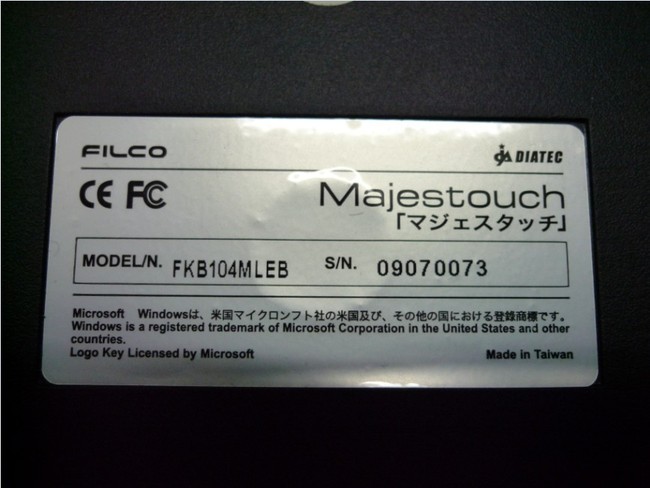 FILCO
DIATEC
CE FC
Majestouch
「マジェスタッチ」
MODEL/N. FKB104MLEB S/N. 09070073
Microsoft Windowsは、米国マイクロンフト社の米国及び、その他の国における登錄商標です。
Windows is a registered trademark of Microsoft Corporation in the United States and other
countries.
Logo Key Licensed by Microsoft
Made in Taiwan